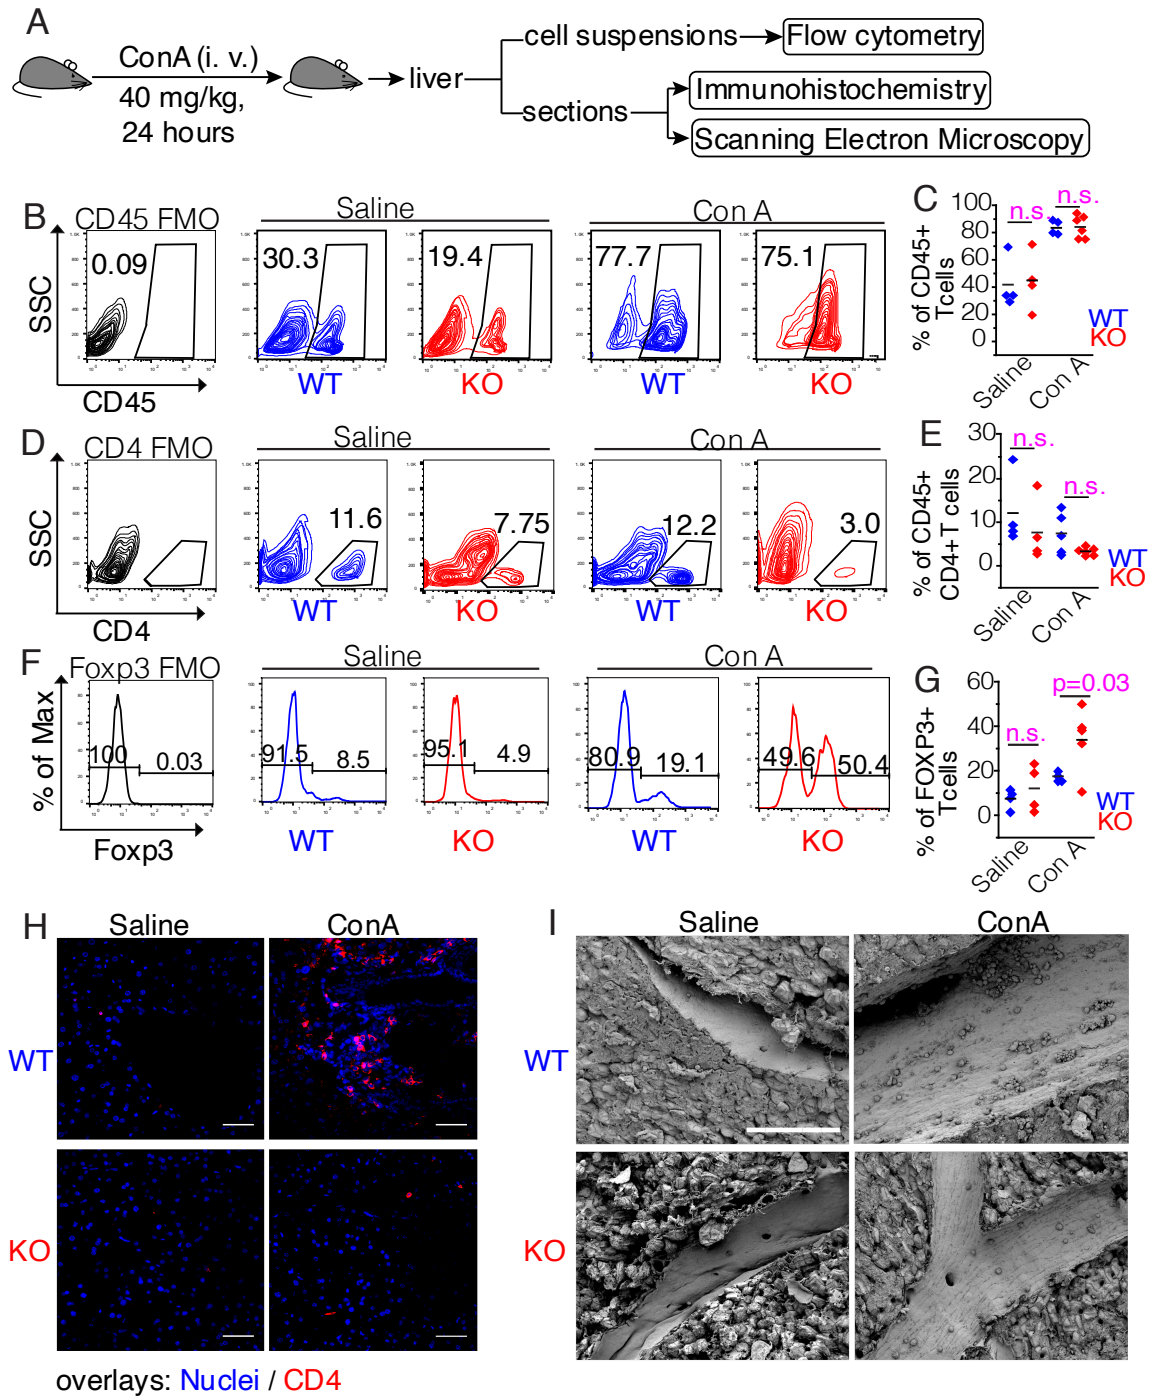 A
ConA (i. v.)
40 mg/kg,
24 hours
liver
cell suspensions
Flow cytometry
sections
Immunohistochemistry
Scanning Electron Microscopy
B
CD45 FMO
Saline
Con A
SSC
0.09
30.3
19.4
77.7
75.1
WT
KO
WT
KO
CD45
C
% of CD45+
Tcells
100
80
60
40
20
0
n.s.
n.s.
WT
KO
Saline
Con A
D
CD4 FMO
Saline
Con A
SSC
11.6
7.75
12.2
3.0
WT
KO
WT
KO
CD4
E
% of CD45+
CD4+ T cells
30
20
10
0
n.s.
n.s.
WT
KO
Saline
Con A
F
Foxp3 FMO
Saline
Con A
% of Max
100
0.03
91.5
8.5
95.1
4.9
80.9
19.1
49.6
50.4
WT
KO
WT
KO
Foxp3
G
% of FOXP3+
Tcells
60
40
20
0
n.s.
p=0.03
WT
KO
Saline
Con A
H
Saline
ConA
WT
KO
overlays: Nuclei / CD4
I
Saline
ConA
WT
KO